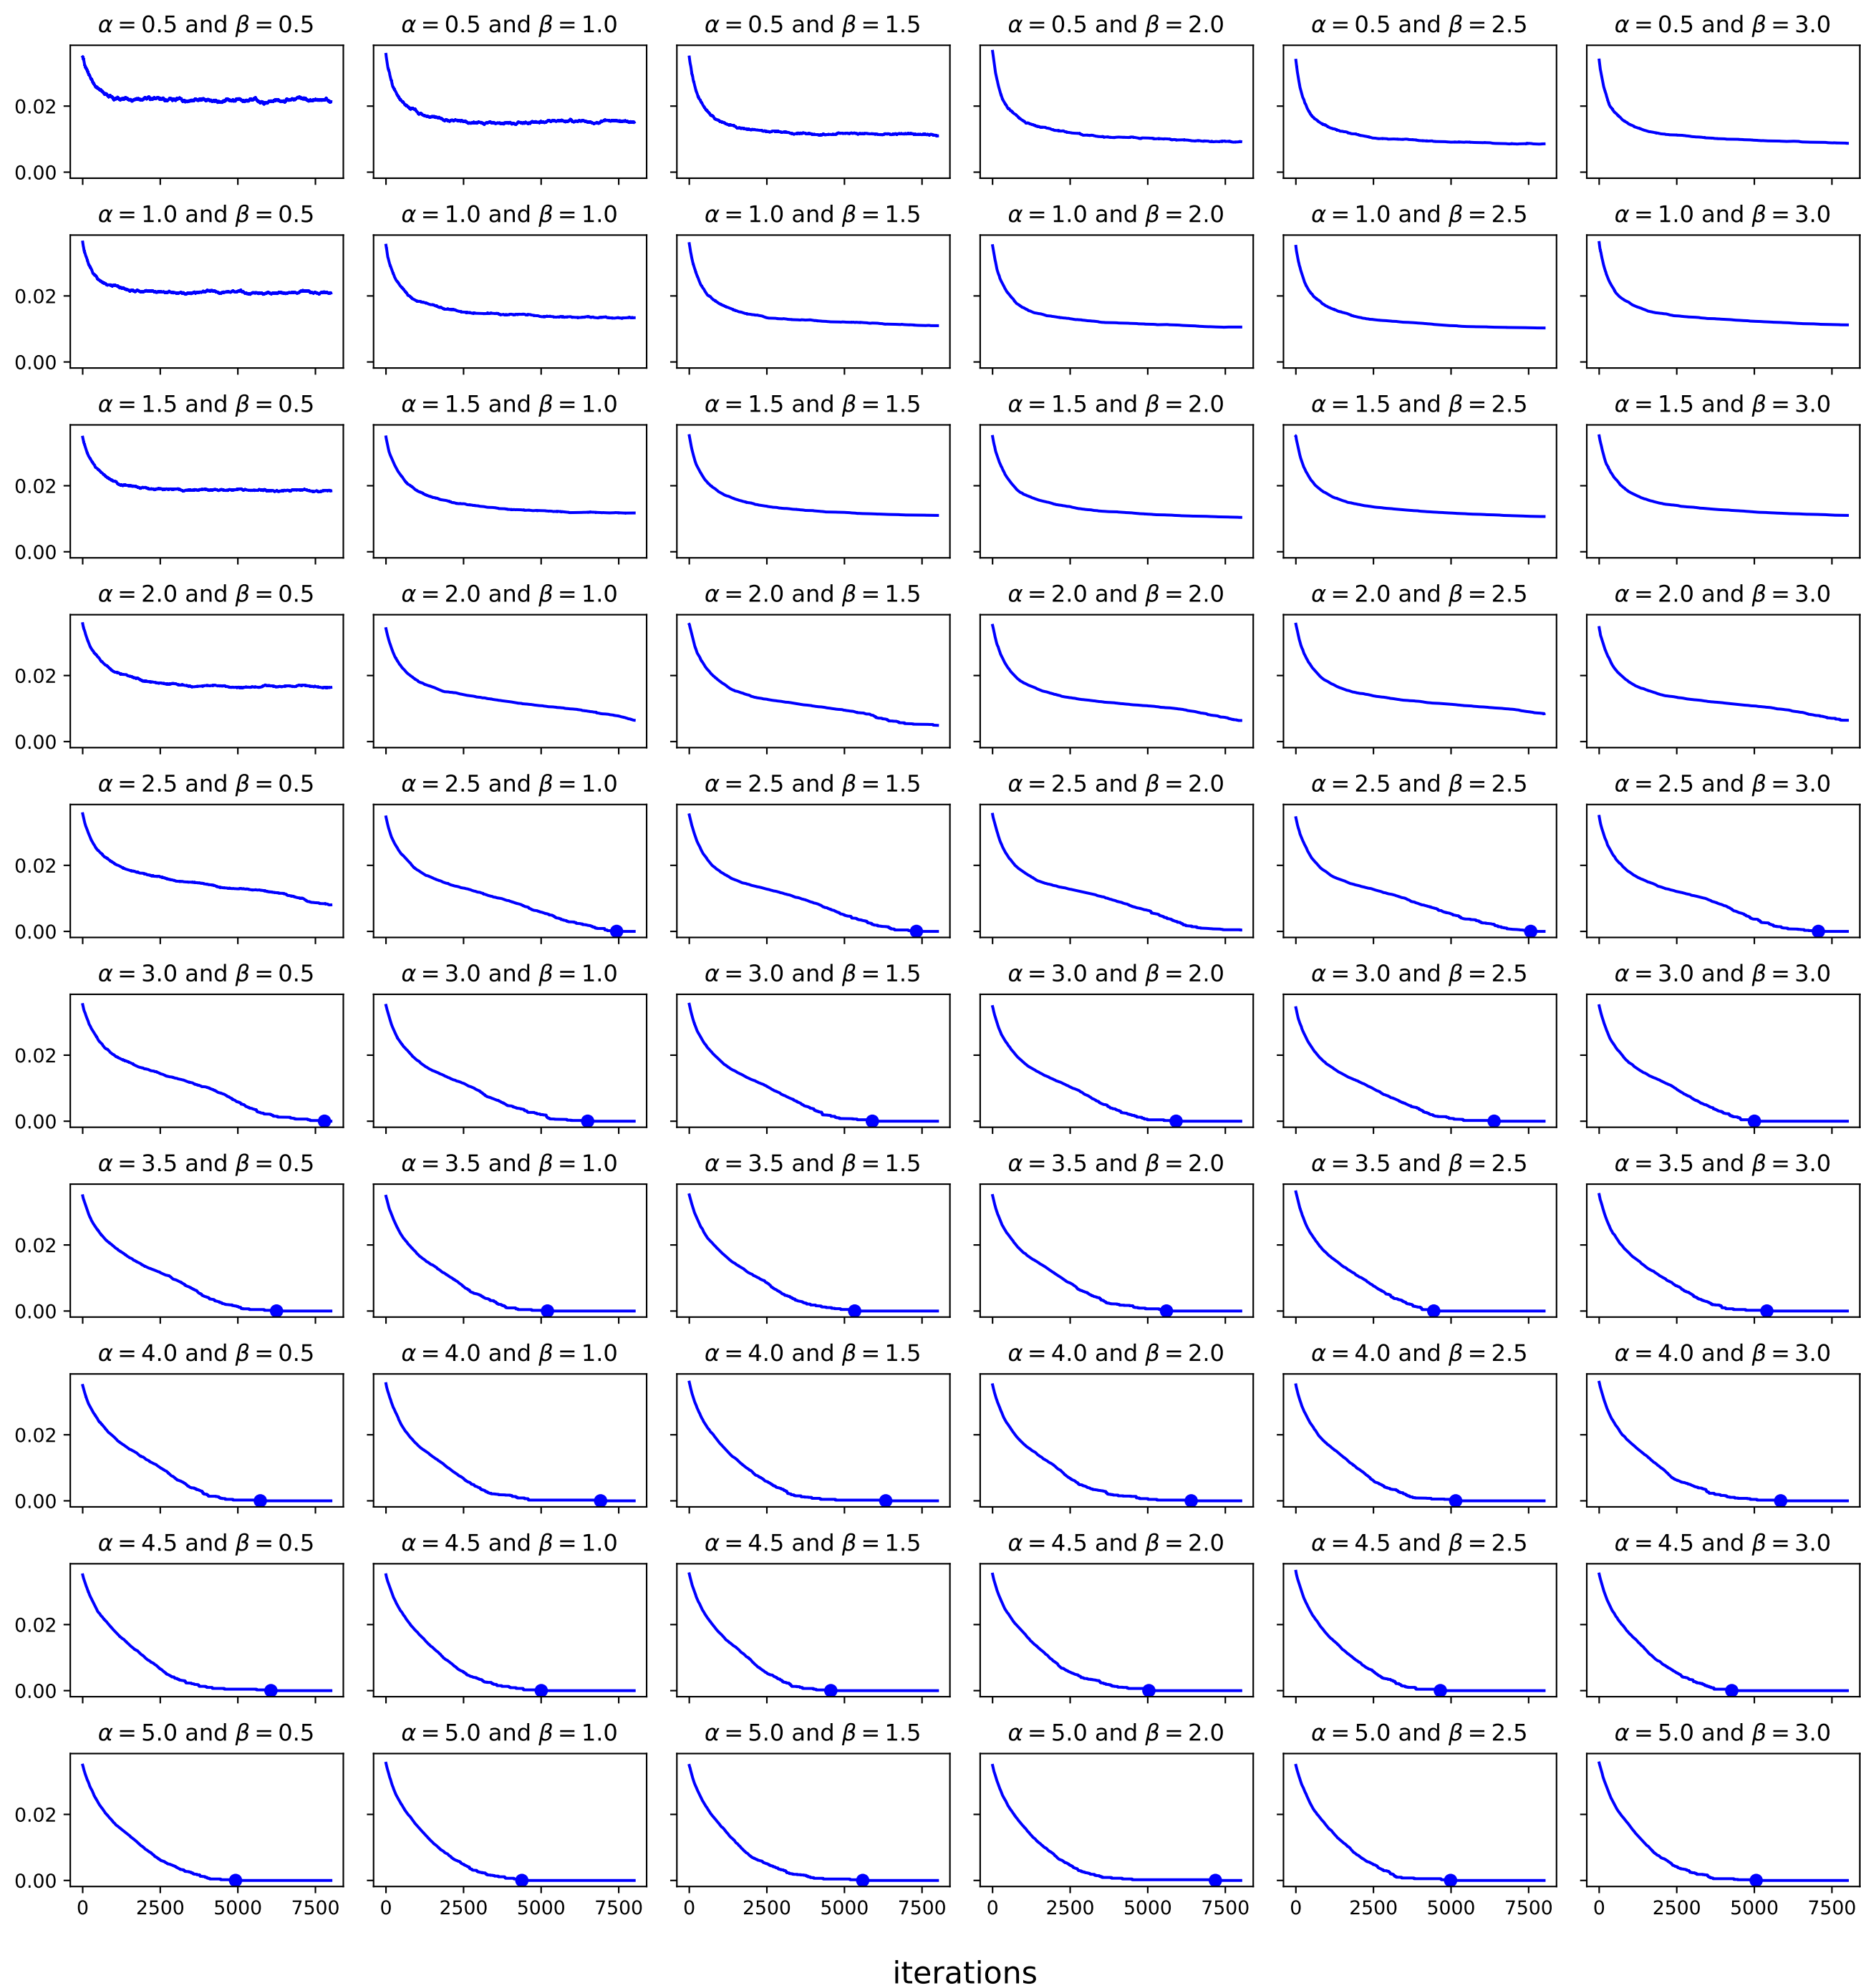 α = 0.5 and β = 0.5 α = 0.5 and β = 1.0 α = 0.5 and β = 1.5 α = 0.5 and β = 2.0 α = 0.5 and β = 2.5 α = 0.5 and β = 3.0
0.02
0.00
α = 1.0 and β = 0.5 α = 1.0 and β = 1.0 α = 1.0 and β = 1.5 α = 1.0 and β = 2.0 α = 1.0 and β = 2.5 α = 1.0 and β = 3.0
0.02
0.00
α = 1.5 and β = 0.5 α = 1.5 and β = 1.0 α = 1.5 and β = 1.5 α = 1.5 and β = 2.0 α = 1.5 and β = 2.5 α = 1.5 and β = 3.0
0.02
0.00
α = 2.0 and β = 0.5 α = 2.0 and β = 1.0 α = 2.0 and β = 1.5 α = 2.0 and β = 2.0 α = 2.0 and β = 2.5 α = 2.0 and β = 3.0
0.02
0.00
α = 2.5 and β = 0.5 α = 2.5 and β = 1.0 α = 2.5 and β = 1.5 α = 2.5 and β = 2.0 α = 2.5 and β = 2.5 α = 2.5 and β = 3.0
0.02
0.00
α = 3.0 and β = 0.5 α = 3.0 and β = 1.0 α = 3.0 and β = 1.5 α = 3.0 and β = 2.0 α = 3.0 and β = 2.5 α = 3.0 and β = 3.0
0.02
0.00
α = 3.5 and β = 0.5 α = 3.5 and β = 1.0 α = 3.5 and β = 1.5 α = 3.5 and β = 2.0 α = 3.5 and β = 2.5 α = 3.5 and β = 3.0
0.02
0.00
α = 4.0 and β = 0.5 α = 4.0 and β = 1.0 α = 4.0 and β = 1.5 α = 4.0 and β = 2.0 α = 4.0 and β = 2.5 α = 4.0 and β = 3.0
0.02
0.00
α = 4.5 and β = 0.5 α = 4.5 and β = 1.0 α = 4.5 and β = 1.5 α = 4.5 and β = 2.0 α = 4.5 and β = 2.5 α = 4.5 and β = 3.0
0.02
0.00
α = 5.0 and β = 0.5 α = 5.0 and β = 1.0 α = 5.0 and β = 1.5 α = 5.0 and β = 2.0 α = 5.0 and β = 2.5 α = 5.0 and β = 3.0
0.02
0.00
0 2500 5000 7500 0 2500 5000 7500 0 2500 5000 7500 0 2500 5000 7500 0 2500 5000 7500 0 2500 5000 7500
iterations